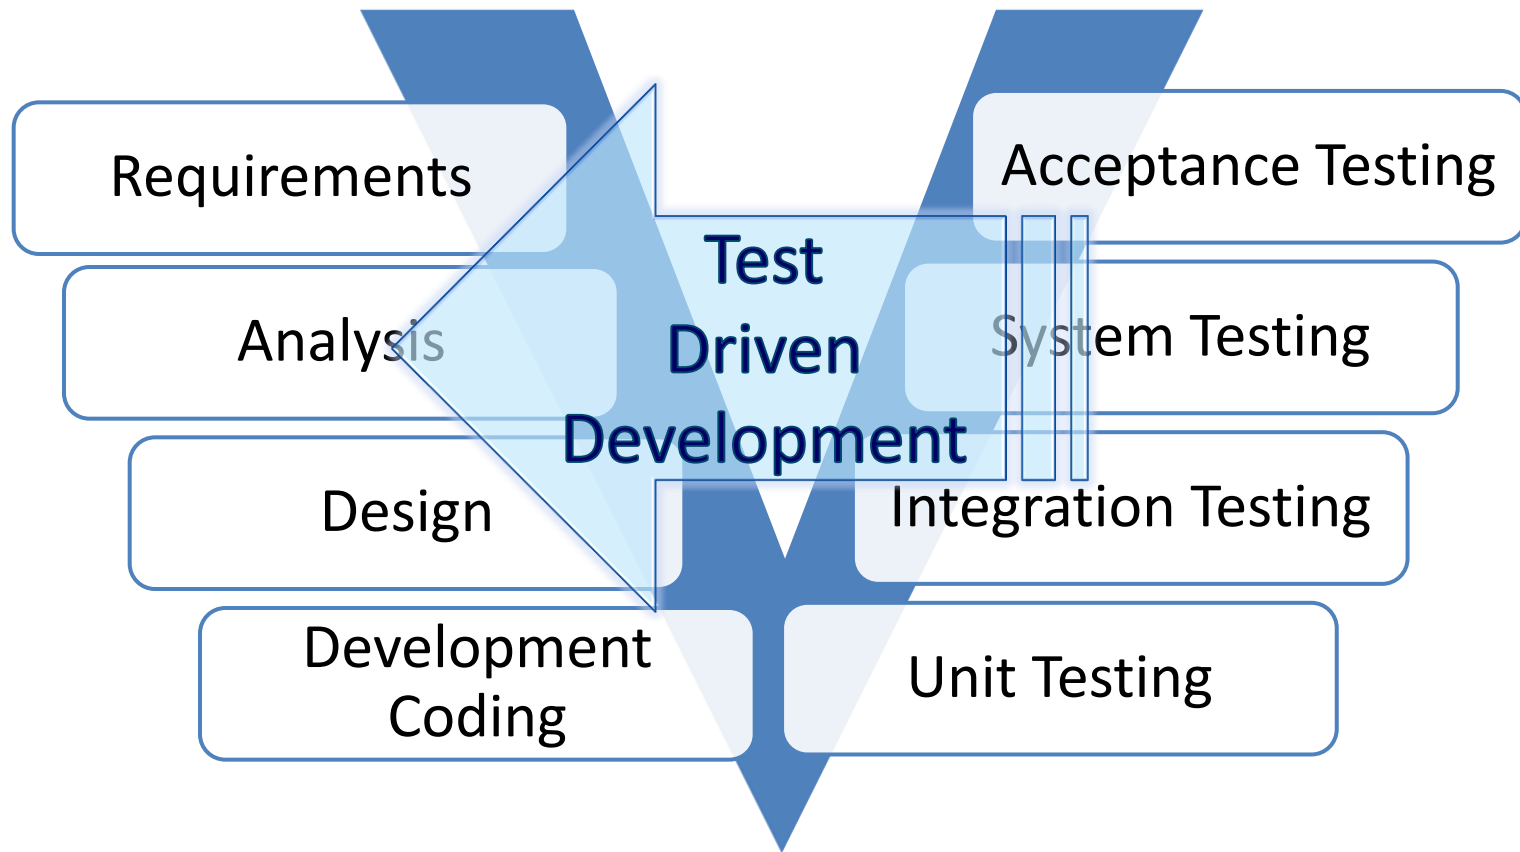 Requirements
Analysis
Design
Development
Coding
Test
Driven
Development
Acceptance Testing
System Testing
Integration Testing
Unit Testing